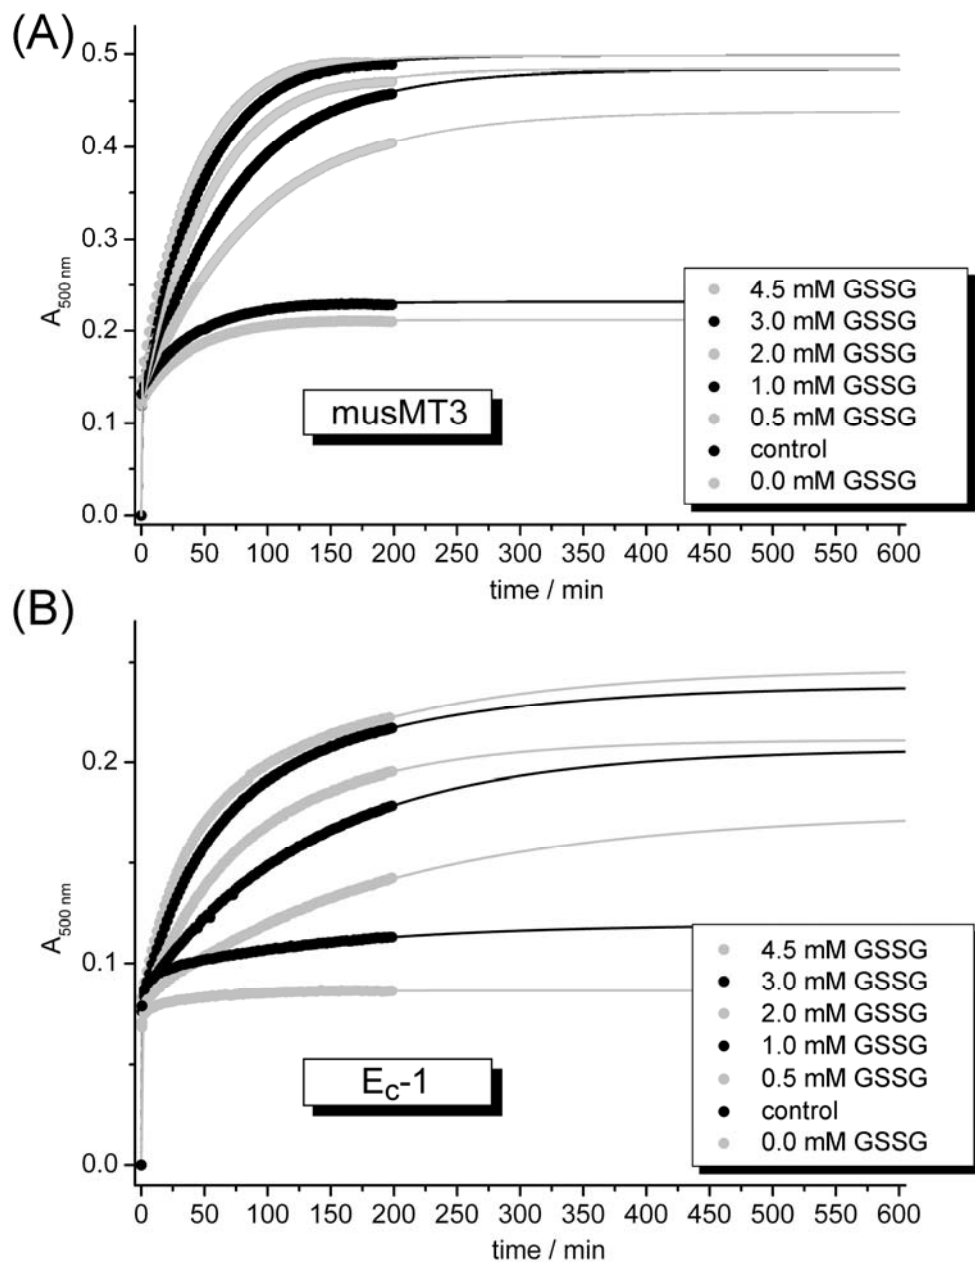 (A)
0.5
0.4
0.3
0.2
0.1
0.0
A500 nm
musMT3
4.5 mM GSSG
3.0 mM GSSG
2.0 mM GSSG
1.0 mM GSSG
0.5 mM GSSG
control
0.0 mM GSSG
0 50 100 150 200 250 300 350 400 450 500 550 600
time / min
(B)
0.2
0.1
0.0
A500 nm
EC-1
4.5 mM GSSG
3.0 mM GSSG
2.0 mM GSSG
1.0 mM GSSG
0.5 mM GSSG
control
0.0 mM GSSG
0 50 100 150 200 250 300 350 400 450 500 550 600
time / min